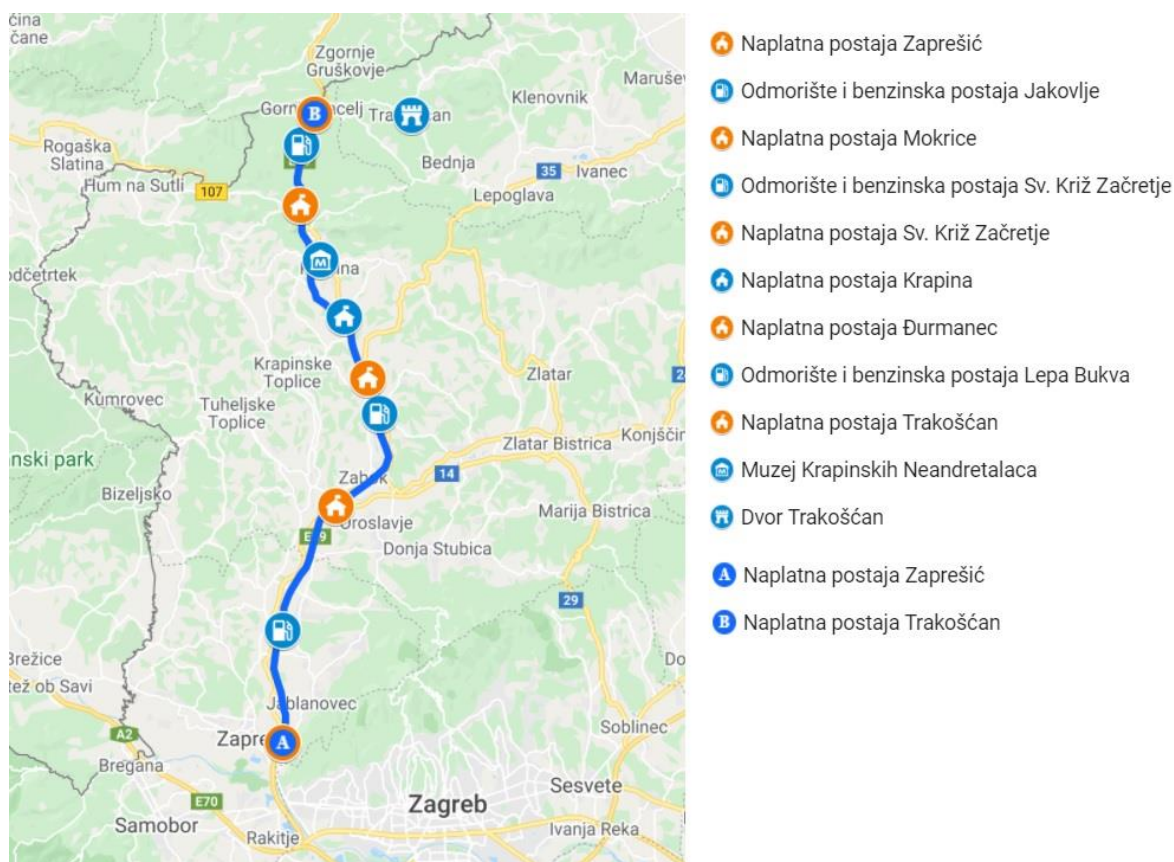 Zgornje
Gruškovje
Klenovnik
B
Rogaška
Slatina
Bednja
35
Ivanec
Hum na Sutli
107
Lepoglava
M
Krapinske
Toplice
Zlatar
Kumrovec
Tuheljske
Toplice
Zlatar Bistrica
14
Bizeljsko
Marija Bistrica
Donja Stubica
29
Jablanovec
Soblinec
A
A2
Bregana
Sesvete
E70
Zagreb
Samobor
Rakitje
Ivanja Reka
Naplatna postaja Zaprešić
Odmorište i benzinska postaja Jakovlje
Naplatna postaja Mokrice
Odmorište i benzinska postaja Sv. Križ Začretje
Naplatna postaja Sv. Križ Začretje
Naplatna postaja Krapina
Naplatna postaja Đurmanec
Odmorište i benzinska postaja Lepa Bukva
Naplatna postaja Trakošćan
M Muzej Krapinskih Neandretalaca
Dvor Trakošćan
A Naplatna postaja Zaprešić
B Naplatna postaja Trakošćan